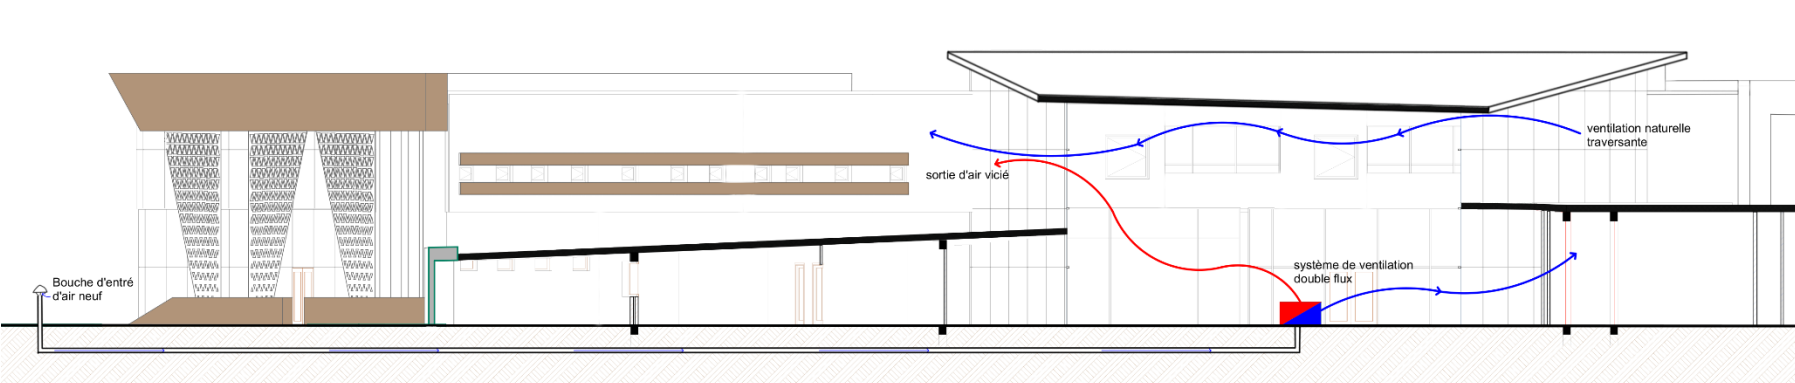 ventilation naturelle
traversante
sortie d'air vicié
système de ventilation
double flux
Bouche d'entré
d'air neuf